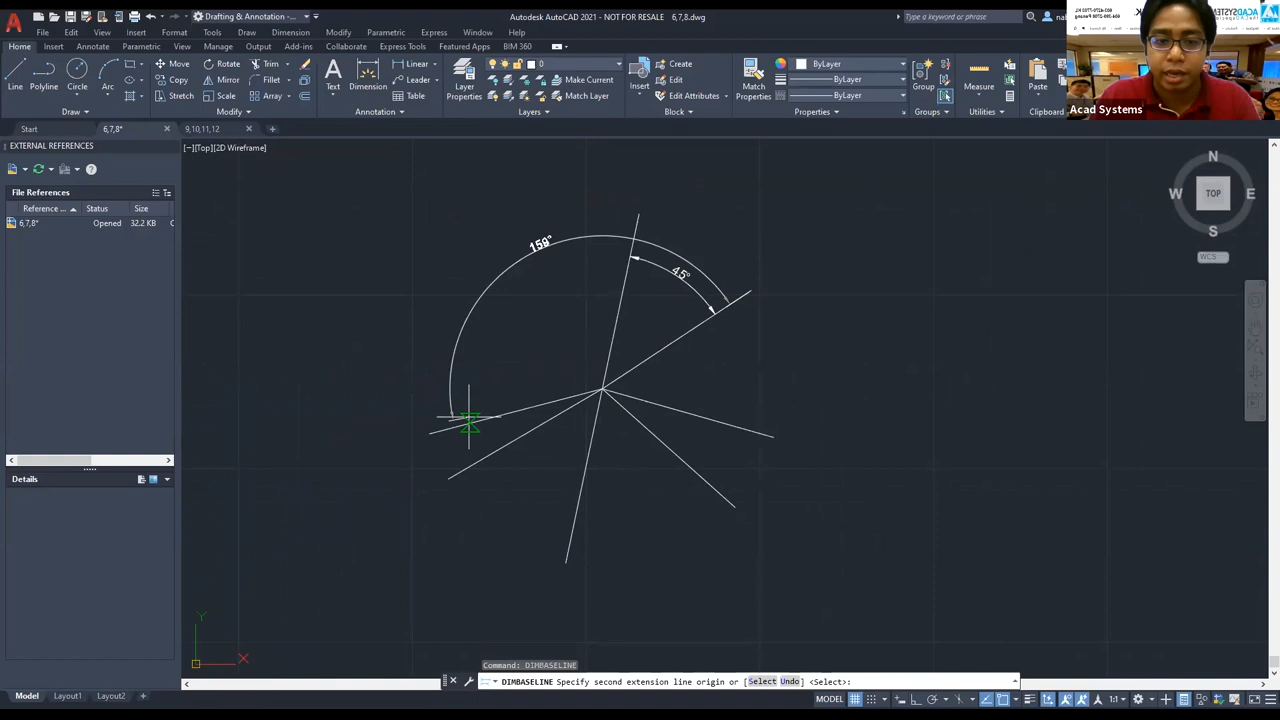 Drafting & Annotation
Autodesk AutoCAD 2021 - NOT FOR RESALE
6,7,8.dwg
Type a keyword or phrase
File Edit View Insert Format Tools Draw Dimension Modify Parametric Express Window Help
Home Insert Annotate Parametric View Manage Output Add-ins Collaborate Express Tools Featured Apps BIM 360
Line Polyline Circle Arc
Move Rotate Trim
Copy Mirror Fillet
Stretch Scale Array
Text Dimension
Linear
Leader
Table
Layer Properties
0
Make Current
Match Layer
Insert
Create
Edit
Edit Attributes
Match Properties
ByLayer
ByLayer
ByLayer
Group
Measure
Paste
Draw Modify Annotation Layers Block Properties Groups Utilities Clipboard
Acad Systems
Start 6,7,8* 9,10,11,12
EXTERNAL REFERENCES
[−][Top][2D Wireframe]
File References
Reference ... Status Size
6,7,8* Opened 32.2 KB
Details
45°
N
W TOP E
S
WCS
Y
X
Command: DIMBASELINE
DIMBASELINE Specify second extension line origin or [Select Undo] <Select>:
Model Layout1 Layout2
1:1